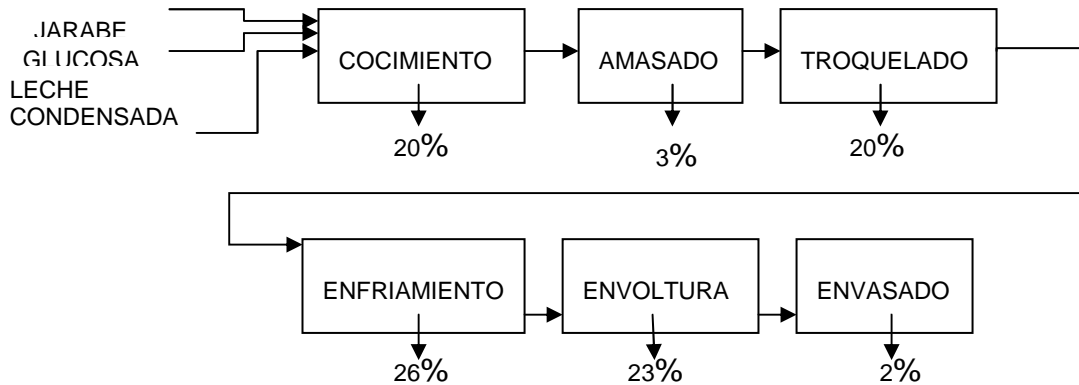 JARABE
GLUCOSA
LECHE
CONDENSADA
COCIMIENTO
AMASADO
TROQUELADO
20%
3%
20%
ENFRIAMIENTO
ENVOLTURA
ENVASADO
26%
23%
2%